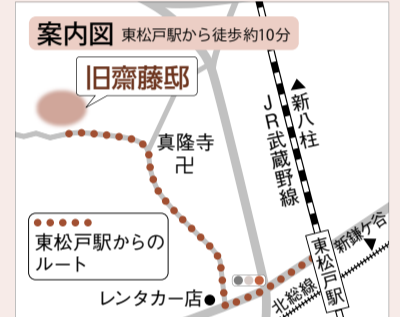 案内図 東松戸駅から徒歩約10分
旧齋藤邸
真隆寺
卍
▲新八柱
JR武蔵野線
東松戸駅からの
ルート
レンタカー店
北総線
東松戸駅
新鎌ヶ谷▶